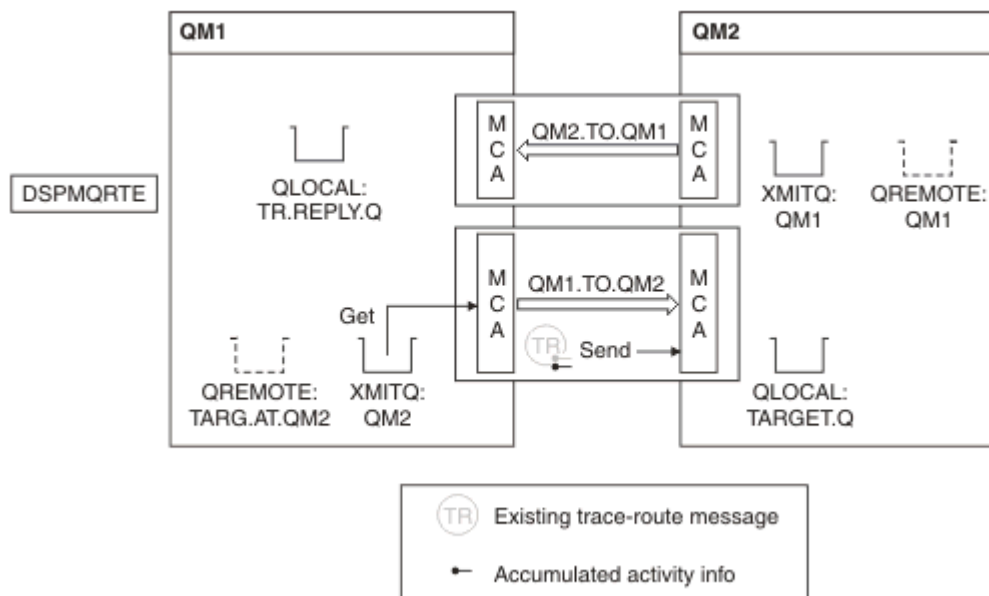 QM1
QM2
M
C
A
QM2.TO.QM1
M
C
A
DSPMQRTE
QLOCAL:
TR.REPLY.Q
XMITQ:
QM1
QREMOTE:
QM1
M
C
A
QM1.TO.QM2
M
C
A
Get
TR
Send
QREMOTE:
TARG.AT.QM2
XMITQ:
QM2
QLOCAL:
TARGET.Q
TR
Existing trace-route message
Accumulated activity info